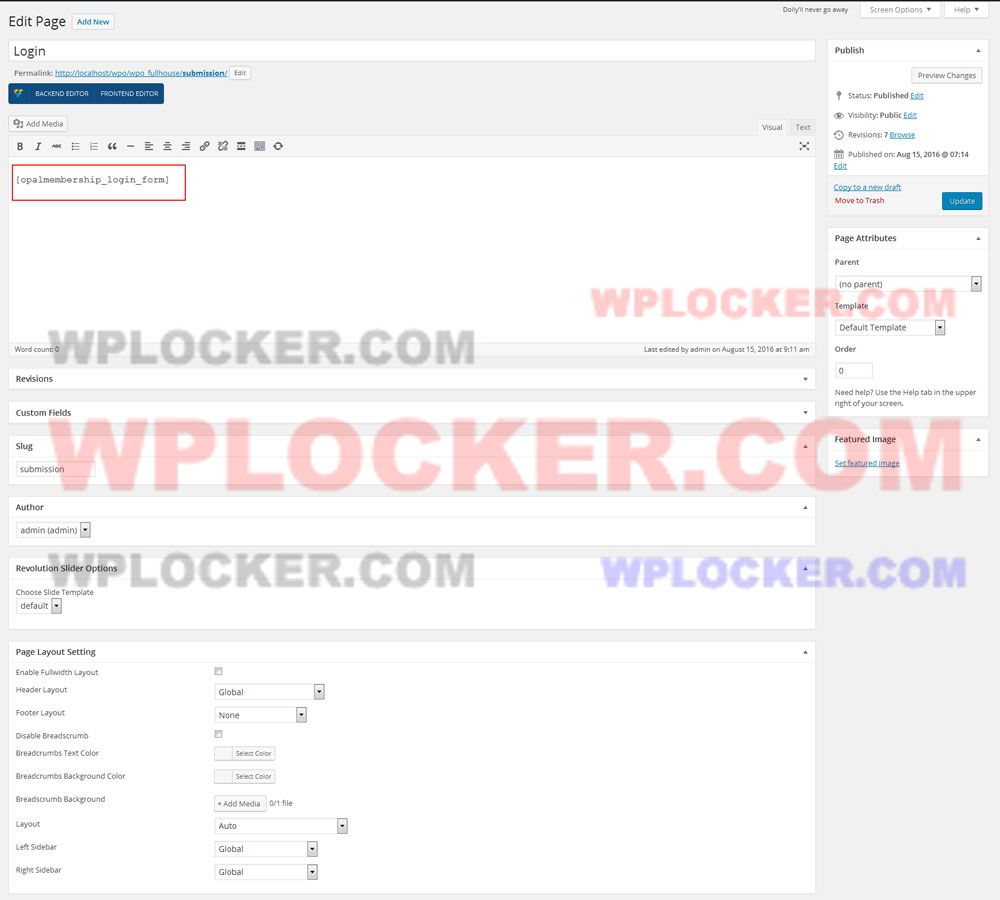 Dolly'll never go away
Screen Options
Help
Edit Page
Add New
Login
Permalink: http://localhost/wpo/wpo_fullhouse/submission/ Edit
BACKEND EDITOR
FRONTEND EDITOR
Add Media
Visual
Text
B I ABC
[opalmembership_login_form]
WPLOCKER.COM
Word count: 0
Last edited by admin on August 15, 2016 at 9:11 am
Revisions
Custom Fields
WPLOCKER.COM
Slug
submission
Author
admin (admin)
WPLOCKER.COM
Revolution Slider Options
Choose Slide Template
default
Page Layout Setting
Enable Fullwidth Layout
Header Layout
Global
Footer Layout
None
Disable Breadscrumb
Breadcrumbs Text Color
Select Color
Breadcrumbs Background Color
Select Color
Breadscrumb Background
+ Add Media 0/1 file
Layout
Auto
Left Sidebar
Global
Right Sidebar
Global
Publish
Preview Changes
Status: Published Edit
Visibility: Public Edit
Revisions: 7 Browse
Published on: Aug 15, 2016 @ 07:14
Edit
Copy to a new draft
Move to Trash
Update
Page Attributes
Parent
(no parent)
WPLOCKER.COM
Template
Default Template
Order
0
Need help? Use the Help tab in the upper
right of your screen.
Featured Image
Set featured image
WPLOCKER.COM